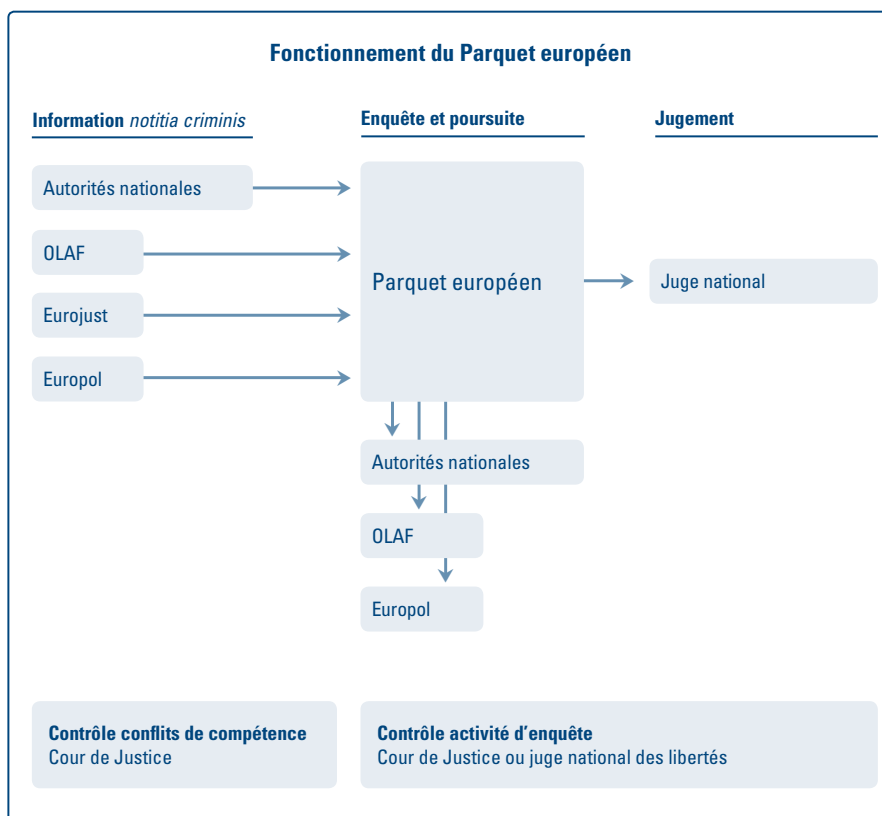 Fonctionnement du Parquet européen
Information notitia criminis
Enquête et poursuite
Jugement
Autorités nationales
OLAF
Eurojust
Europol
Parquet européen
Juge national
Autorités nationales
OLAF
Europol
Contrôle conflits de compétence
Cour de Justice
Contrôle activité d’enquête
Cour de Justice ou juge national des libertés